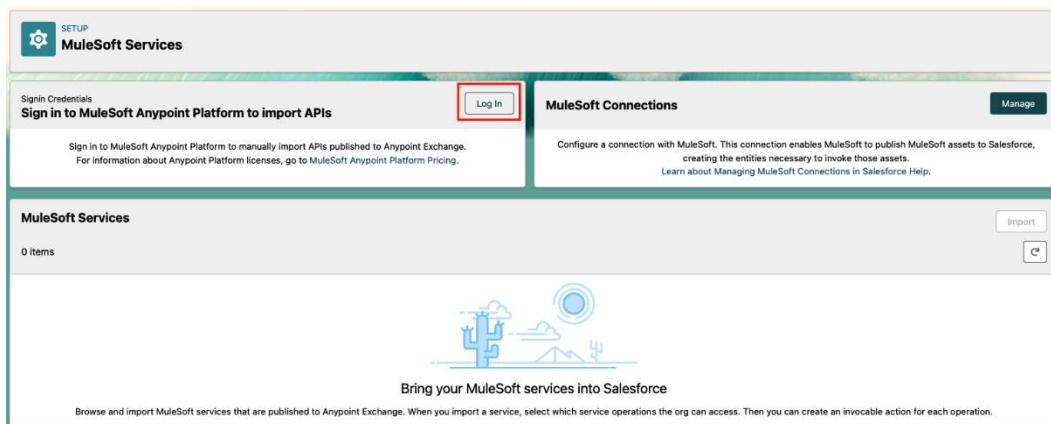 SETUP
MuleSoft Services
Signin Credentials
Sign in to MuleSoft Anypoint Platform to import APIs
Log In
Sign in to MuleSoft Anypoint Platform to manually import APIs published to Anypoint Exchange.
For information about Anypoint Platform licenses, go to MuleSoft Anypoint Platform Pricing.
MuleSoft Connections
Manage
Configure a connection with MuleSoft. This connection enables MuleSoft to publish MuleSoft assets to Salesforce,
creating the entities necessary to invoke those assets.
Learn about Managing MuleSoft Connections in Salesforce Help.
MuleSoft Services
Import
0 items
Bring your MuleSoft services into Salesforce
Browse and import MuleSoft services that are published to Anypoint Exchange. When you import a service, select which service operations the org can access. Then you can create an invocable action for each operation.